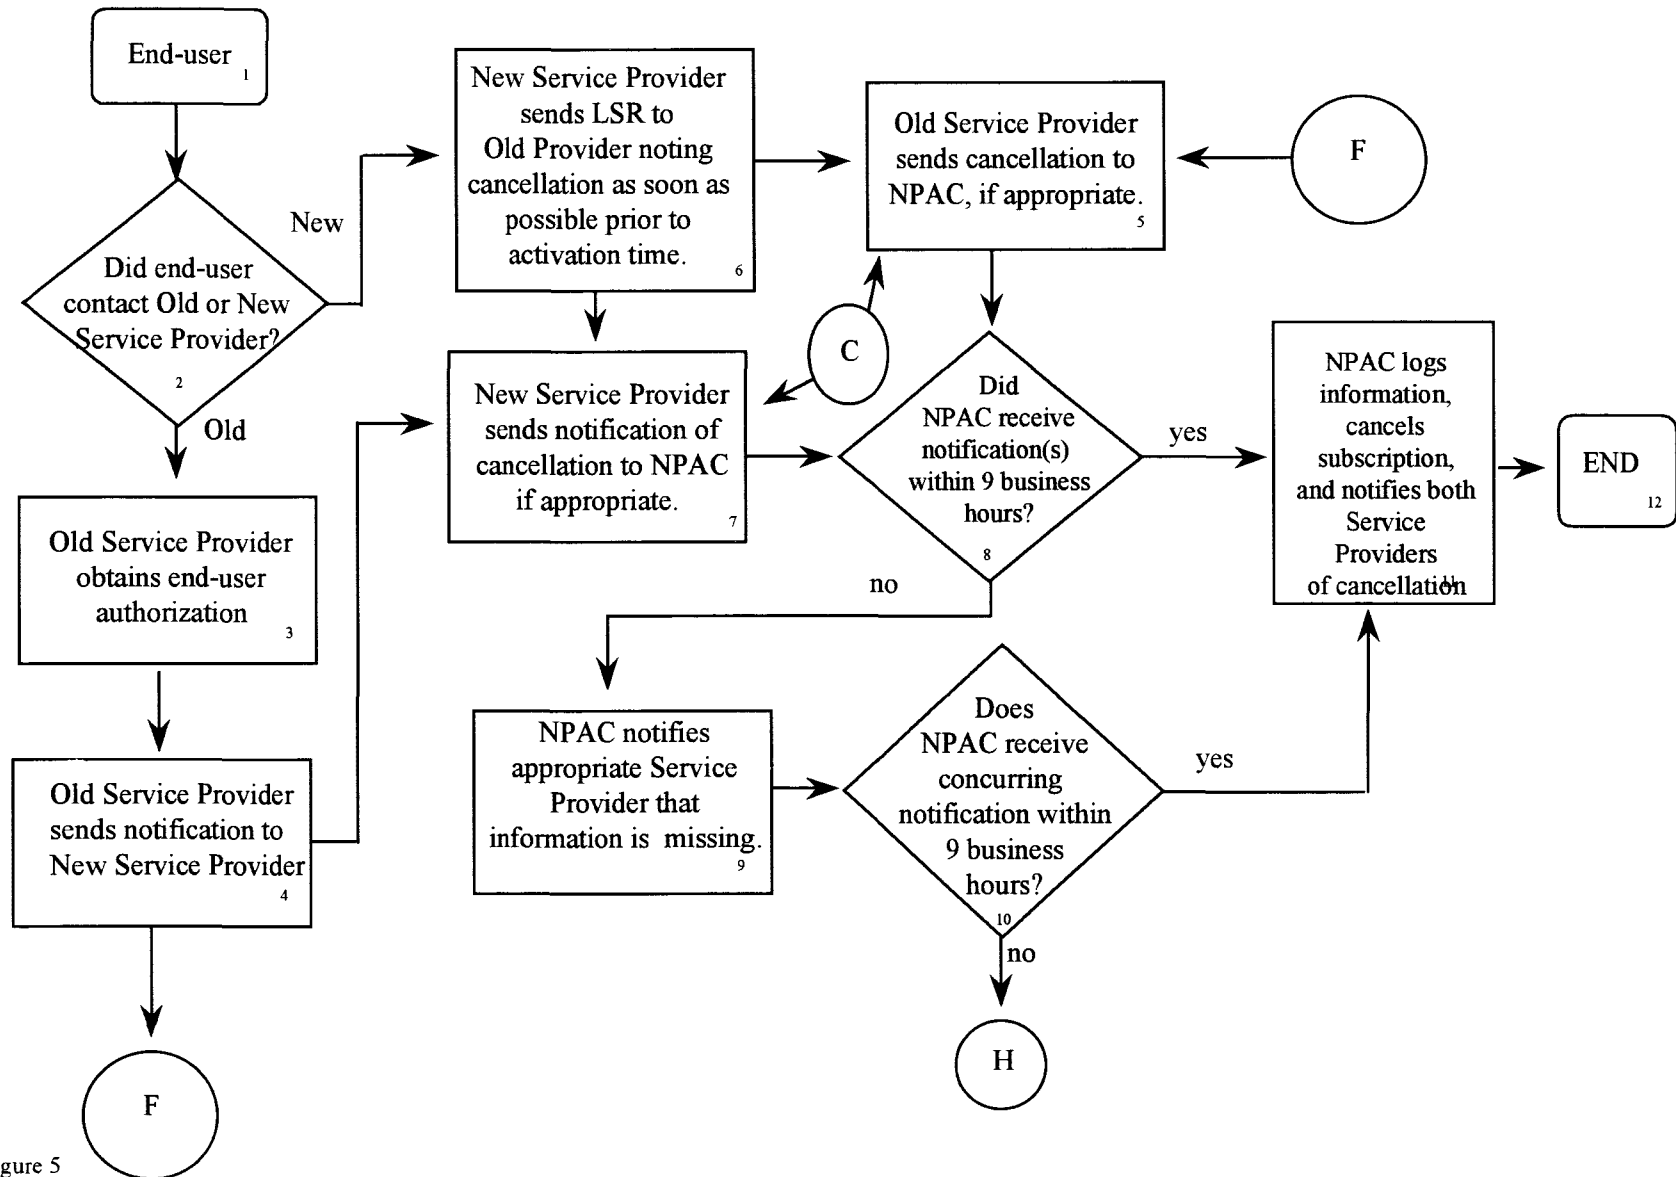 End-user
1
Did end-user
contact Old or New
Service Provider?
2
New
Old
Old Service Provider
obtains end-user
authorization
3
Old Service Provider
sends notification to
New Service Provider
4
F
New Service Provider
sends LSR to
Old Provider noting
cancellation as soon as
possible prior to
activation time.
6
New Service Provider
sends notification of
cancellation to NPAC
if appropriate.
7
Old Service Provider
sends cancellation to
NPAC, if appropriate.
5
F
C
Did
NPAC receive
notification(s)
within 9 business
hours?
8
yes
no
NPAC notifies
appropriate Service
Provider that
information is missing.
9
Does
NPAC receive
concurring
notification within
9 business
hours?
10
yes
no
H
NPAC logs
information,
cancels
subscription,
and notifies both
Service
Providers
of cancellation
11
END
12
gure 5